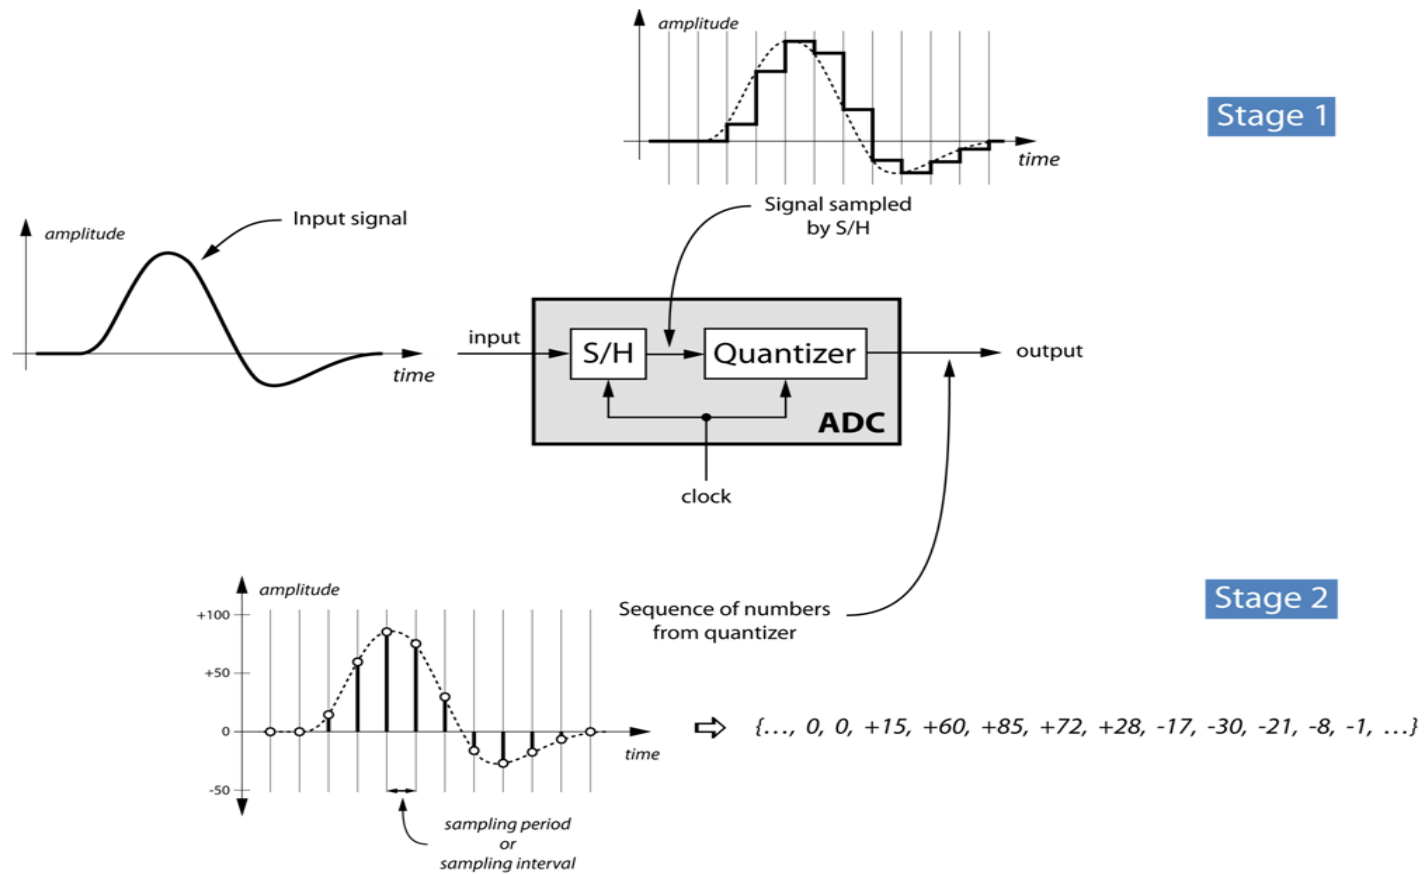 amplitude
time
Stage 1
Signal sampled
by S/H
Input signal
amplitude
time
input
S/H
Quantizer
output
ADC
clock
amplitude
+100
+50
0
-50
time
sampling period
or
sampling interval
Sequence of numbers
from quantizer
Stage 2
{..., 0, 0, +15, +60, +85, +72, +28, -17, -30, -21, -8, -1, ...}